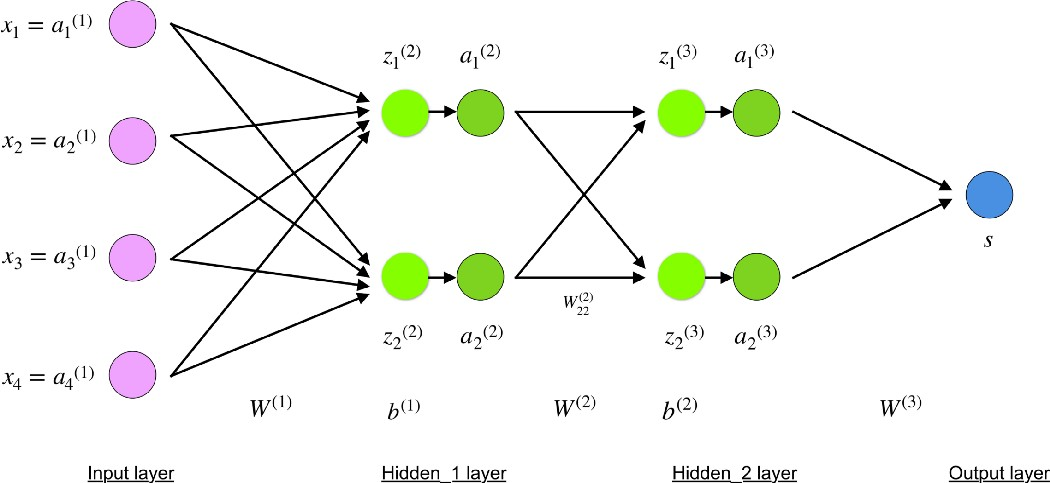 x₁ = a₁⁽¹⁾
z₁⁽²⁾ a₁⁽²⁾ z₁⁽³⁾ a₁⁽³⁾
x₂ = a₂⁽¹⁾
s
x₃ = a₃⁽¹⁾
W₂₂⁽²⁾
z₂⁽²⁾ a₂⁽²⁾ z₂⁽³⁾ a₂⁽³⁾
x₄ = a₄⁽¹⁾
W⁽¹⁾ b⁽¹⁾ W⁽²⁾ b⁽²⁾ W⁽³⁾
Input layer Hidden_1 layer Hidden_2 layer Output layer